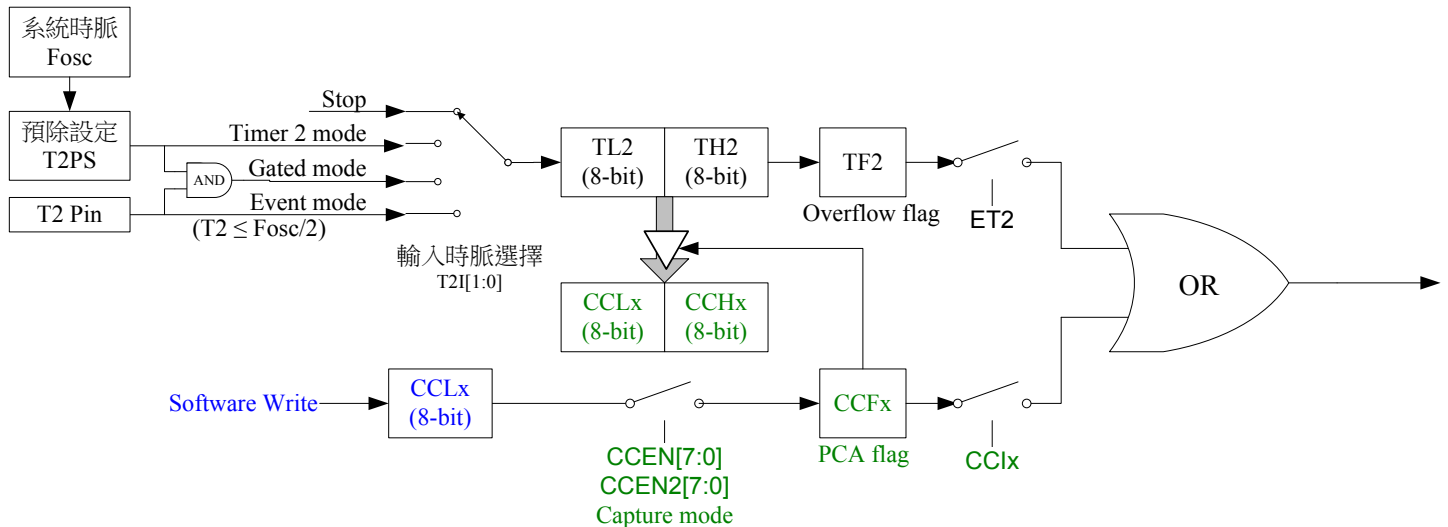 系統時脈
Fosc
預除設定
T2PS
T2 Pin
AND
Stop
Timer 2 mode
Gated mode
Event mode
(T2 ≤ Fosc/2)
輸入時脈選擇
T2I[1:0]
TL2
(8-bit)
TH2
(8-bit)
TF2
Overflow flag
ET2
CCLx
(8-bit)
CCHx
(8-bit)
OR
Software Write
CCLx
(8-bit)
CCEN[7:0]
CCEN2[7:0]
Capture mode
CCFx
PCA flag
CCIx